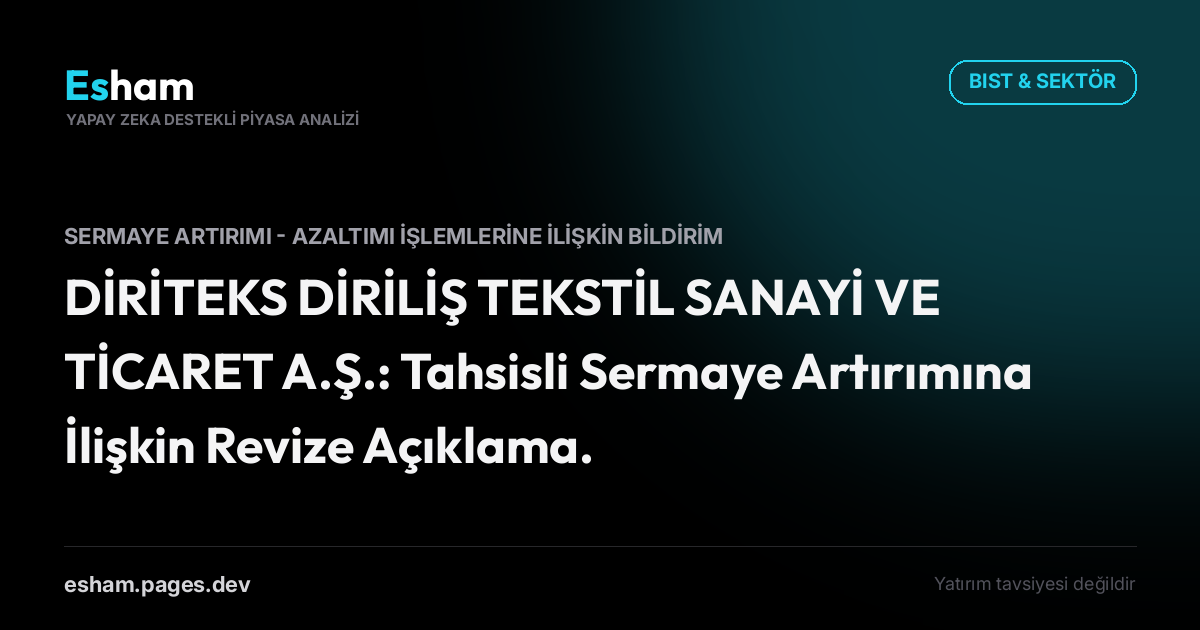 Esham
YAPAY ZEKA DESTEKLİ PİYASA ANALİZİ
BIST & SEKTÖR
SERMAYE ARTIRIMI - AZALTIMI İŞLEMLERİNE İLİŞKİN BİLDİRİM
DİRİTEKS DİRİLİŞ TEKSTİL SANAYİ VE
TİCARET A.Ş.: Tahsisli Sermaye Artırımına
İlişkin Revize Açıklama.
esham.pages.dev
Yatırım tavsiyesi değildir